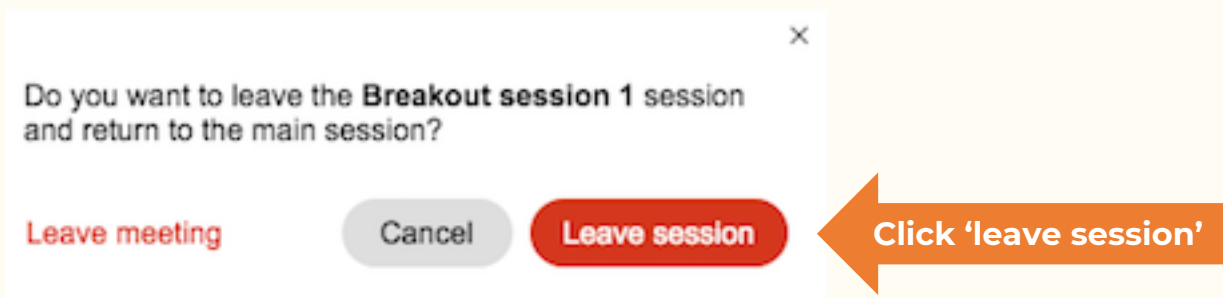 ×
Do you want to leave the Breakout session 1 session
and return to the main session?
Leave meeting
Cancel
Leave session
Click ‘leave session’